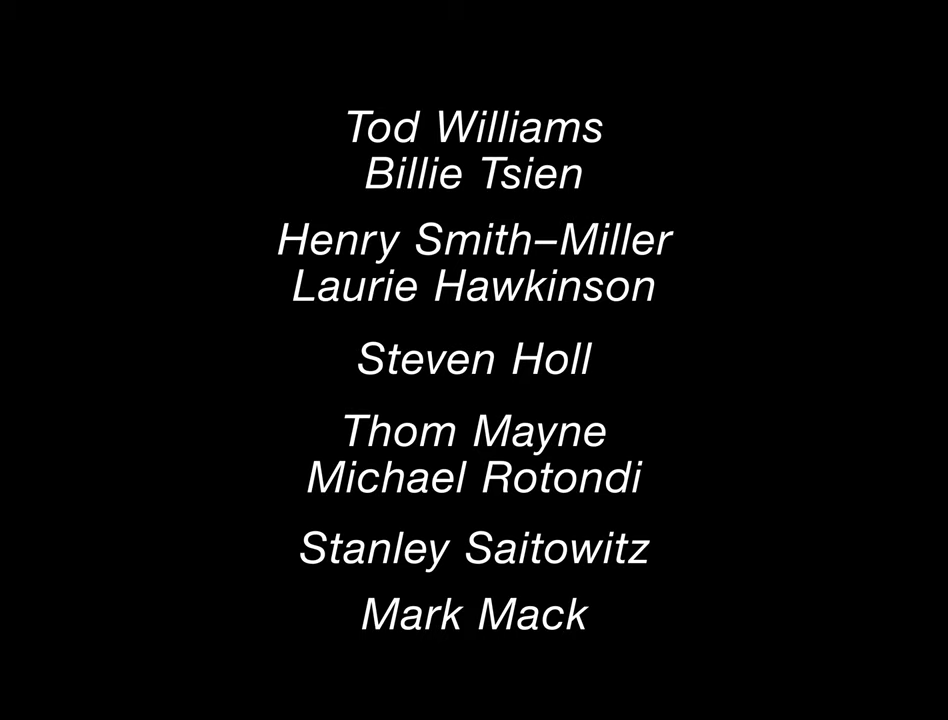 Tod Williams
Billie Tsien
Henry Smith–Miller
Laurie Hawkinson
Steven Holl
Thom Mayne
Michael Rotondi
Stanley Saitowitz
Mark Mack